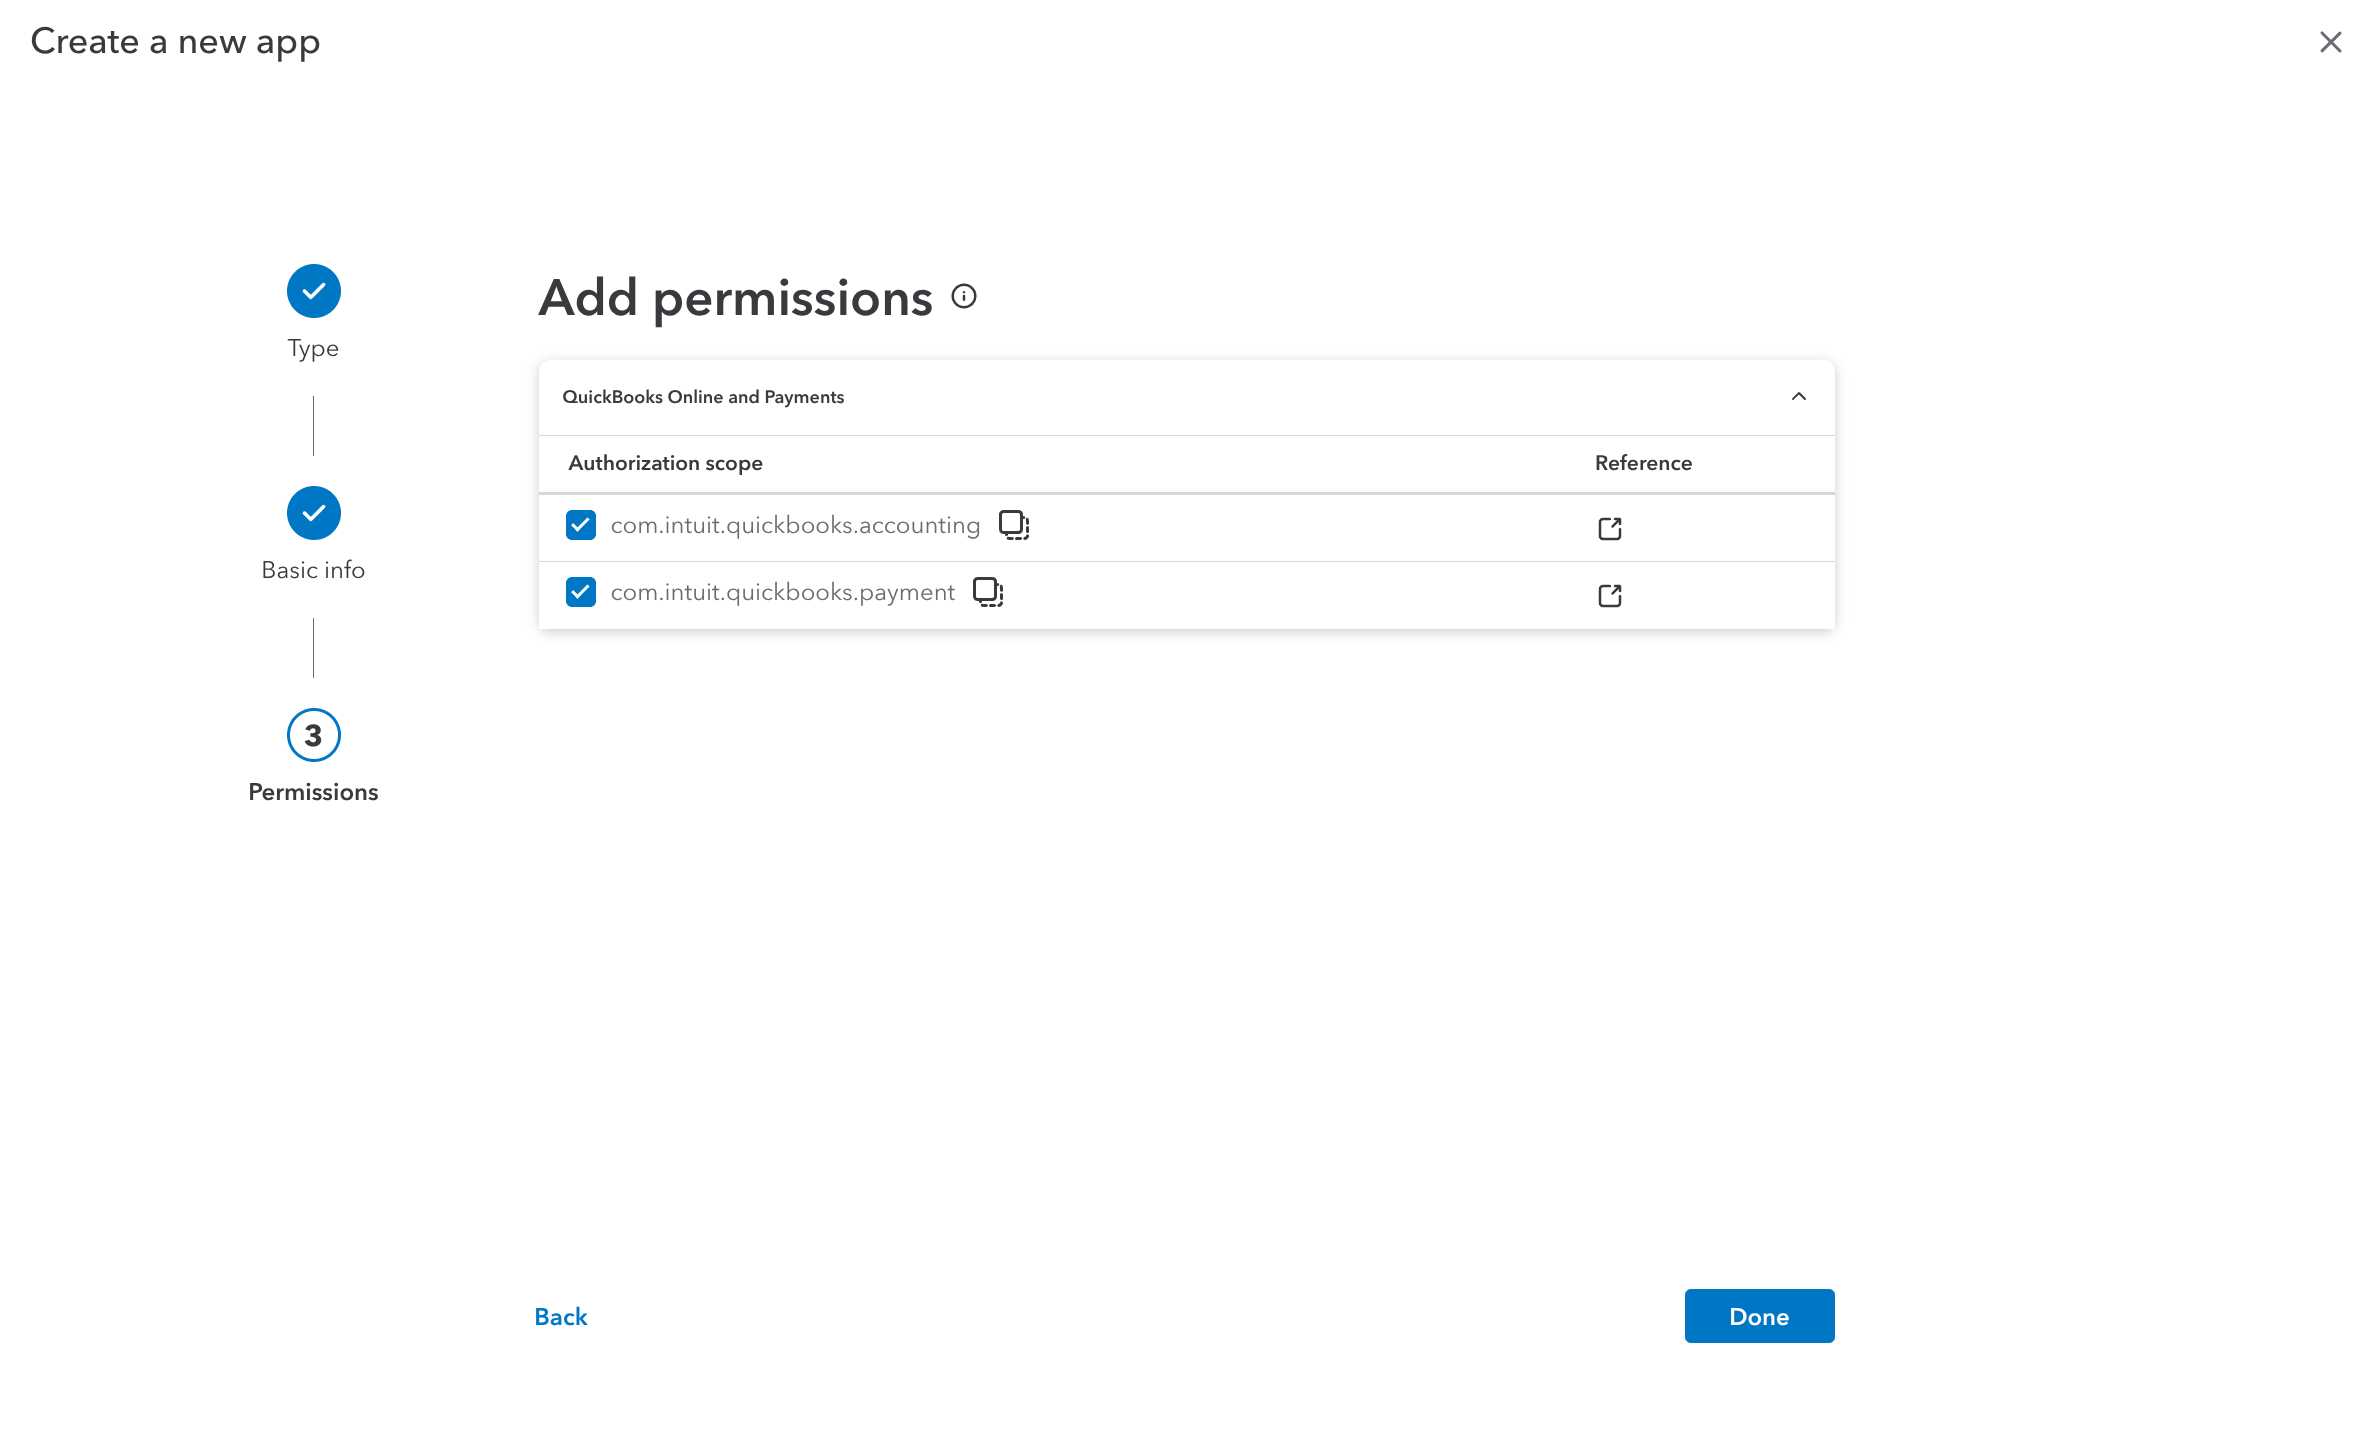 Create a new app
Type
Basic info
3
Permissions
Add permissions
QuickBooks Online and Payments
Authorization scope Reference
com.intuit.quickbooks.accounting
com.intuit.quickbooks.payment
Back
Done